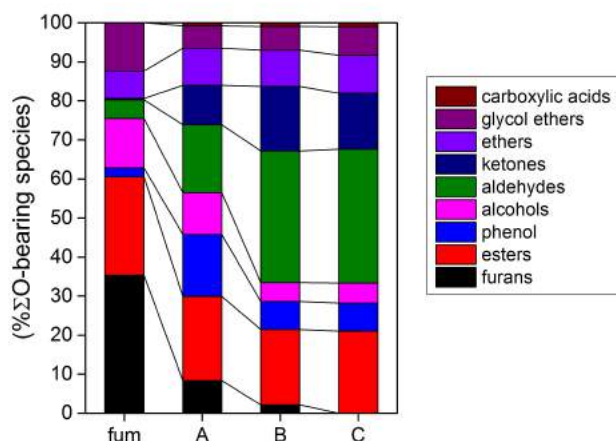 100
90
80
70
60
50
40
30
20
10
0
(%ΣO-bearing species)
fum A B C
carboxylic acids
glycol ethers
ethers
ketones
aldehydes
alcohols
phenol
esters
furans